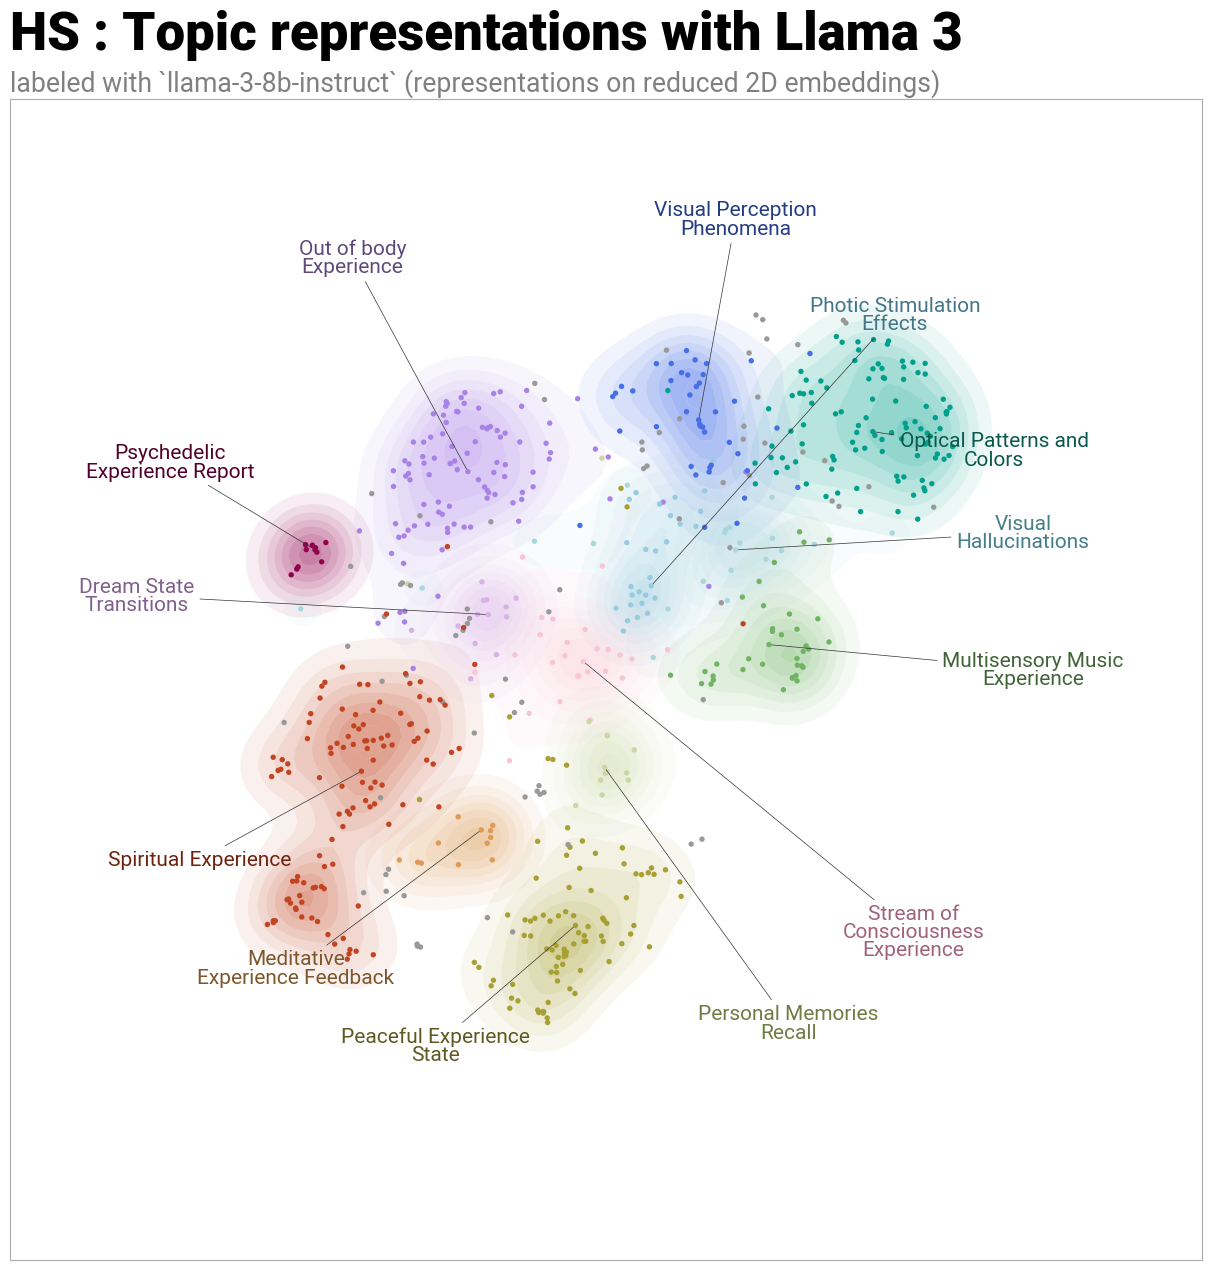 HS : Topic representations with Llama 3
labeled with `llama-3-8b-instruct` (representations on reduced 2D embeddings)
Visual Perception
Phenomena
Out of body
Experience
Photic Stimulation
Effects
Optical Patterns and
Colors
Psychedelic
Experience Report
Visual
Hallucinations
Dream State
Transitions
Multisensory Music
Experience
Spiritual Experience
Stream of
Consciousness
Experience
Meditative
Experience Feedback
Personal Memories
Recall
Peaceful Experience
State